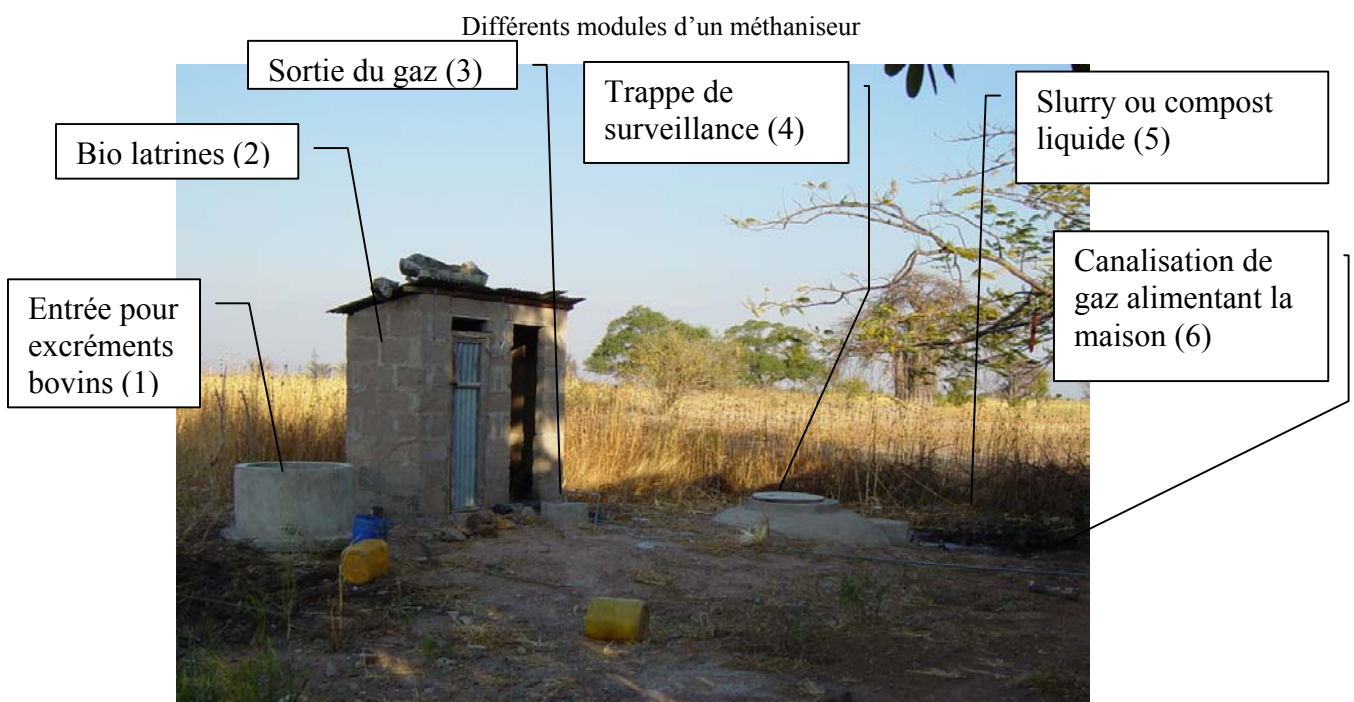 Différents modules d’un méthaniseur
Sortie du gaz (3)
Trappe de
surveillance (4)
Slurry ou compost
liquide (5)
Bio latrines (2)
Canalisation de
gaz alimentant la
maison (6)
Entrée pour
excréments
bovins (1)